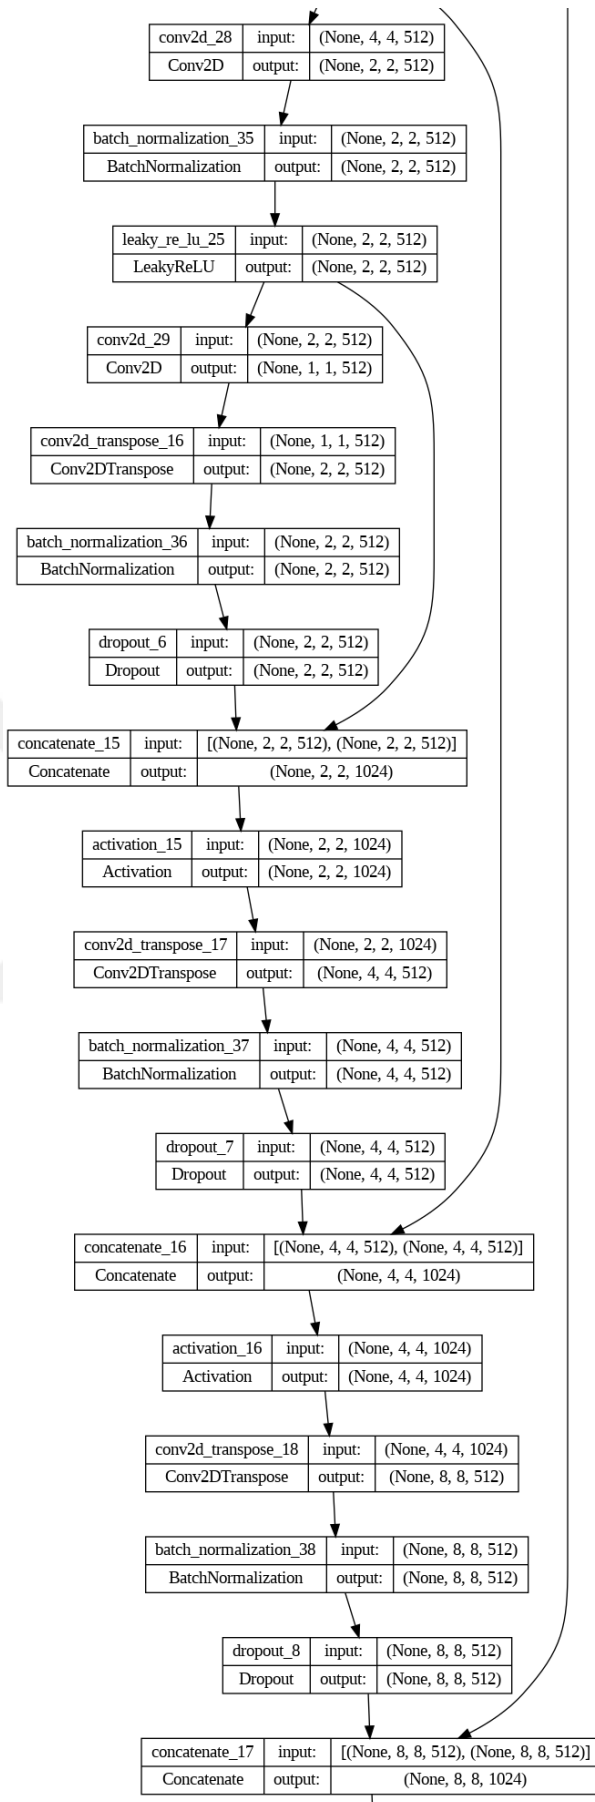 conv2d_28 input: (None, 4, 4, 512)
Conv2D output: (None, 2, 2, 512)
batch_normalization_35 input: (None, 2, 2, 512)
BatchNormalization output: (None, 2, 2, 512)
leaky_re_lu_25 input: (None, 2, 2, 512)
LeakyReLU output: (None, 2, 2, 512)
conv2d_29 input: (None, 2, 2, 512)
Conv2D output: (None, 1, 1, 512)
conv2d_transpose_16 input: (None, 1, 1, 512)
Conv2DTranspose output: (None, 2, 2, 512)
batch_normalization_36 input: (None, 2, 2, 512)
BatchNormalization output: (None, 2, 2, 512)
dropout_6 input: (None, 2, 2, 512)
Dropout output: (None, 2, 2, 512)
concatenate_15 input: [(None, 2, 2, 512), (None, 2, 2, 512)]
Concatenate output: (None, 2, 2, 1024)
activation_15 input: (None, 2, 2, 1024)
Activation output: (None, 2, 2, 1024)
conv2d_transpose_17 input: (None, 2, 2, 1024)
Conv2DTranspose output: (None, 4, 4, 512)
batch_normalization_37 input: (None, 4, 4, 512)
BatchNormalization output: (None, 4, 4, 512)
dropout_7 input: (None, 4, 4, 512)
Dropout output: (None, 4, 4, 512)
concatenate_16 input: [(None, 4, 4, 512), (None, 4, 4, 512)]
Concatenate output: (None, 4, 4, 1024)
activation_16 input: (None, 4, 4, 1024)
Activation output: (None, 4, 4, 1024)
conv2d_transpose_18 input: (None, 4, 4, 1024)
Conv2DTranspose output: (None, 8, 8, 512)
batch_normalization_38 input: (None, 8, 8, 512)
BatchNormalization output: (None, 8, 8, 512)
dropout_8 input: (None, 8, 8, 512)
Dropout output: (None, 8, 8, 512)
concatenate_17 input: [(None, 8, 8, 512), (None, 8, 8, 512)]
Concatenate output: (None, 8, 8, 1024)